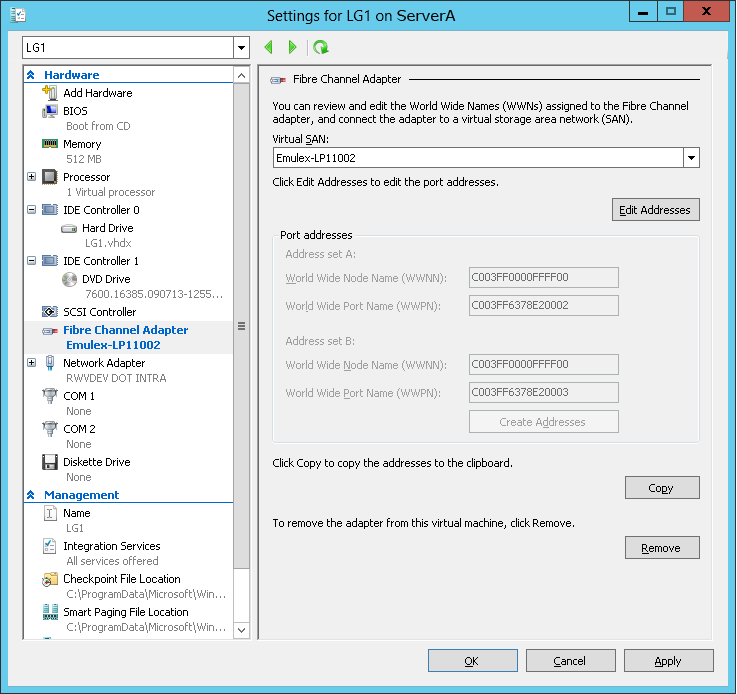 Settings for LG1 on ServerA
LG1
Hardware
Add Hardware
BIOS
Boot from CD
Memory
512 MB
Processor
1 Virtual processor
IDE Controller 0
Hard Drive
LG1.vhdx
IDE Controller 1
DVD Drive
7600.16385.090713-1255...
SCSI Controller
Fibre Channel Adapter
Emulex-LP11002
Network Adapter
RWVDEV DOT INTRA
COM 1
None
COM 2
None
Diskette Drive
None
Management
Name
LG1
Integration Services
All services offered
Checkpoint File Location
C:\ProgramData\Microsoft\Win...
Smart Paging File Location
C:\ProgramData\Microsoft\Win...
Fibre Channel Adapter
You can review and edit the World Wide Names (WWNs) assigned to the Fibre Channel
adapter, and connect the adapter to a virtual storage area network (SAN).
Virtual SAN:
Emulex-LP11002
Click Edit Addresses to edit the port addresses.
Edit Addresses
Port addresses
Address set A:
World Wide Node Name (WWNN):
C003FF0000FFFF00
World Wide Port Name (WWPN):
C003FF6378E20002
Address set B:
World Wide Node Name (WWNN):
C003FF0000FFFF00
World Wide Port Name (WWPN):
C003FF6378E20003
Create Addresses
Click Copy to copy the addresses to the clipboard.
Copy
To remove the adapter from this virtual machine, click Remove.
Remove
OK
Cancel
Apply